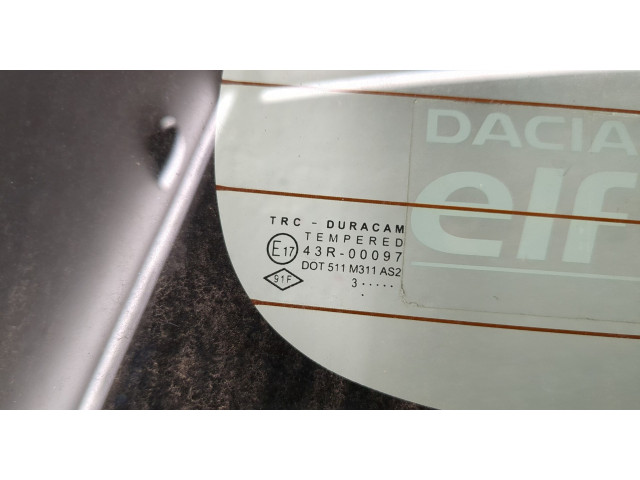 DACIA
elf
TRC - DURACAM
TEMPERED
E17 43R-00097
DOT 511 M311 AS2
91F 3 .....
.